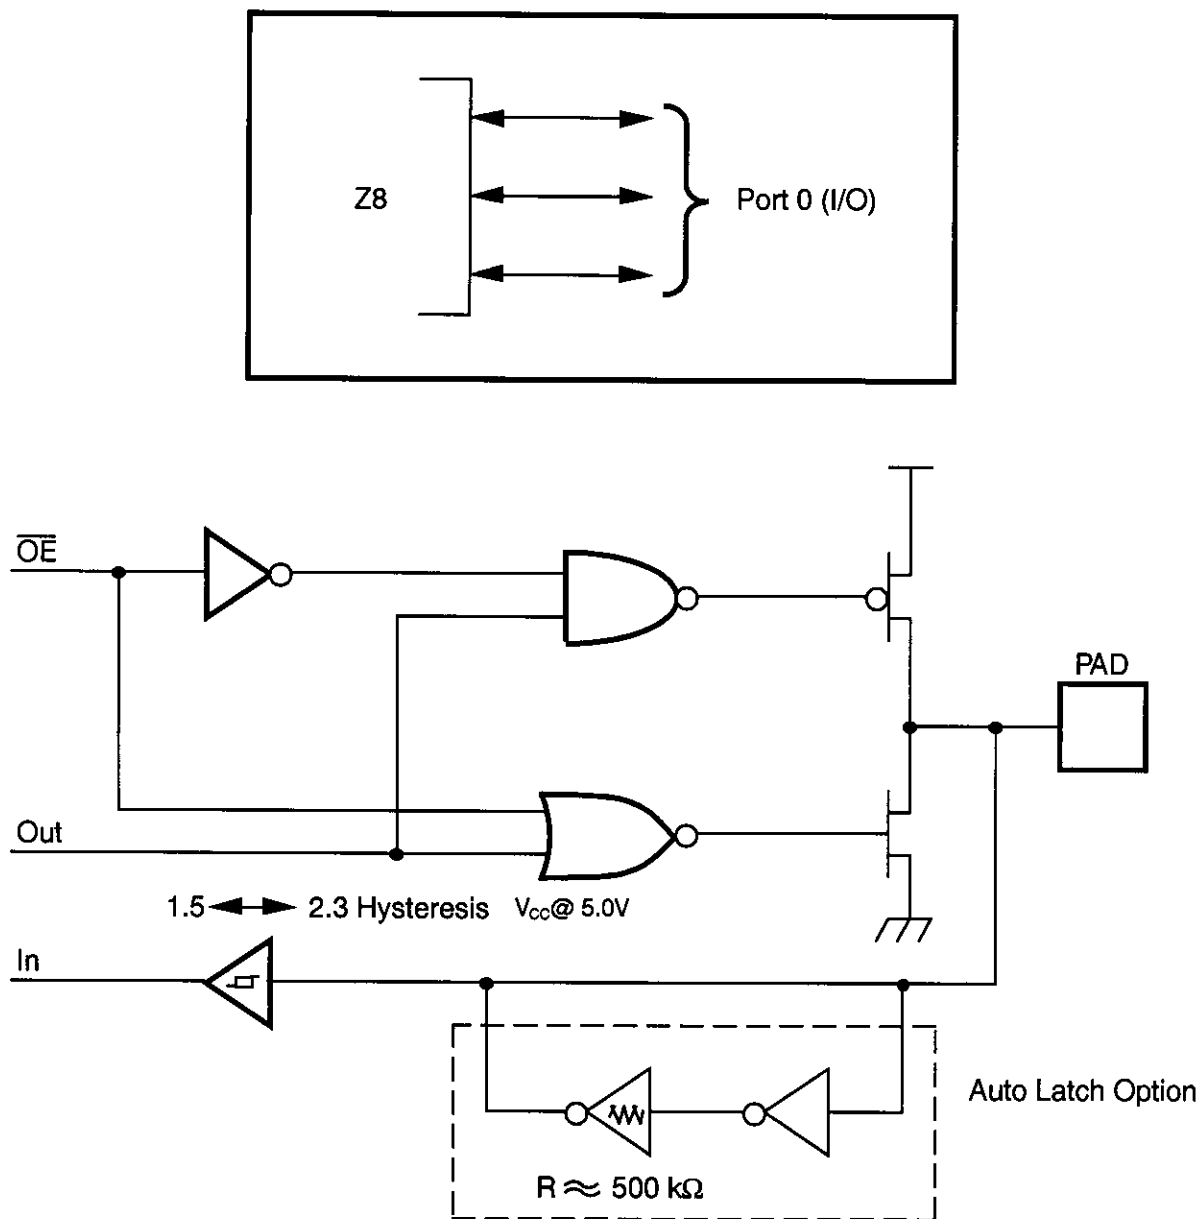 Z8
Port 0 (I/O)
O̅E̅
PAD
Out
1.5 2.3 Hysteresis VCC@ 5.0V
In
Auto Latch Option
R ≈ 500 kΩ